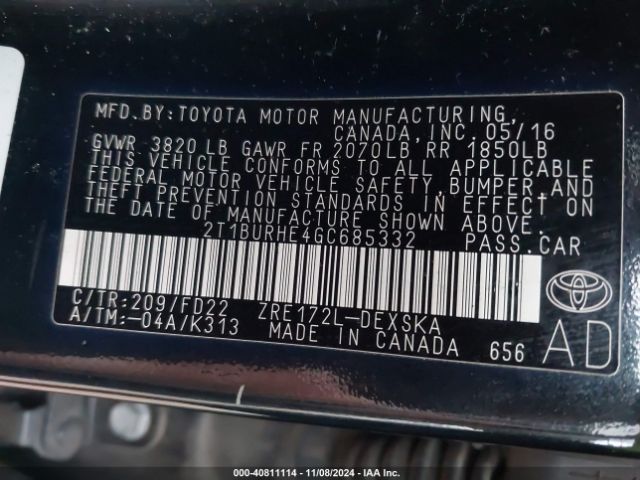 MFD. BY: TOYOTA MOTOR MANUFACTURING,
CANADA, INC. 05/16
GVWR 3820 LB GAWR FR 2070LB RR 1850LB
THIS VEHICLE CONFORMS TO ALL APPLICABLE
FEDERAL MOTOR VEHICLE SAFETY, BUMPER, AND
THEFT PREVENTION STANDARDS IN EFFECT ON
THE DATE OF MANUFACTURE SHOWN ABOVE.
2T1BURHE4GC685332 PASS. CAR
C/TR: 209/FD22 ZRE172L-DEXSKA
A/TM: -04A/K313 MADE IN CANADA 656 AD
000-40811114 | 11/08/2024 - IAA Inc.